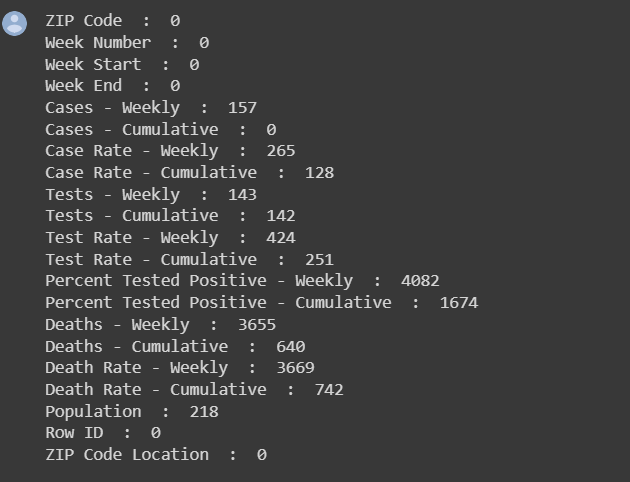 ZIP Code : 0
Week Number : 0
Week Start : 0
Week End : 0
Cases - Weekly : 157
Cases - Cumulative : 0
Case Rate - Weekly : 265
Case Rate - Cumulative : 128
Tests - Weekly : 143
Tests - Cumulative : 142
Test Rate - Weekly : 424
Test Rate - Cumulative : 251
Percent Tested Positive - Weekly : 4082
Percent Tested Positive - Cumulative : 1674
Deaths - Weekly : 3655
Deaths - Cumulative : 640
Death Rate - Weekly : 3669
Death Rate - Cumulative : 742
Population : 218
Row ID : 0
ZIP Code Location : 0